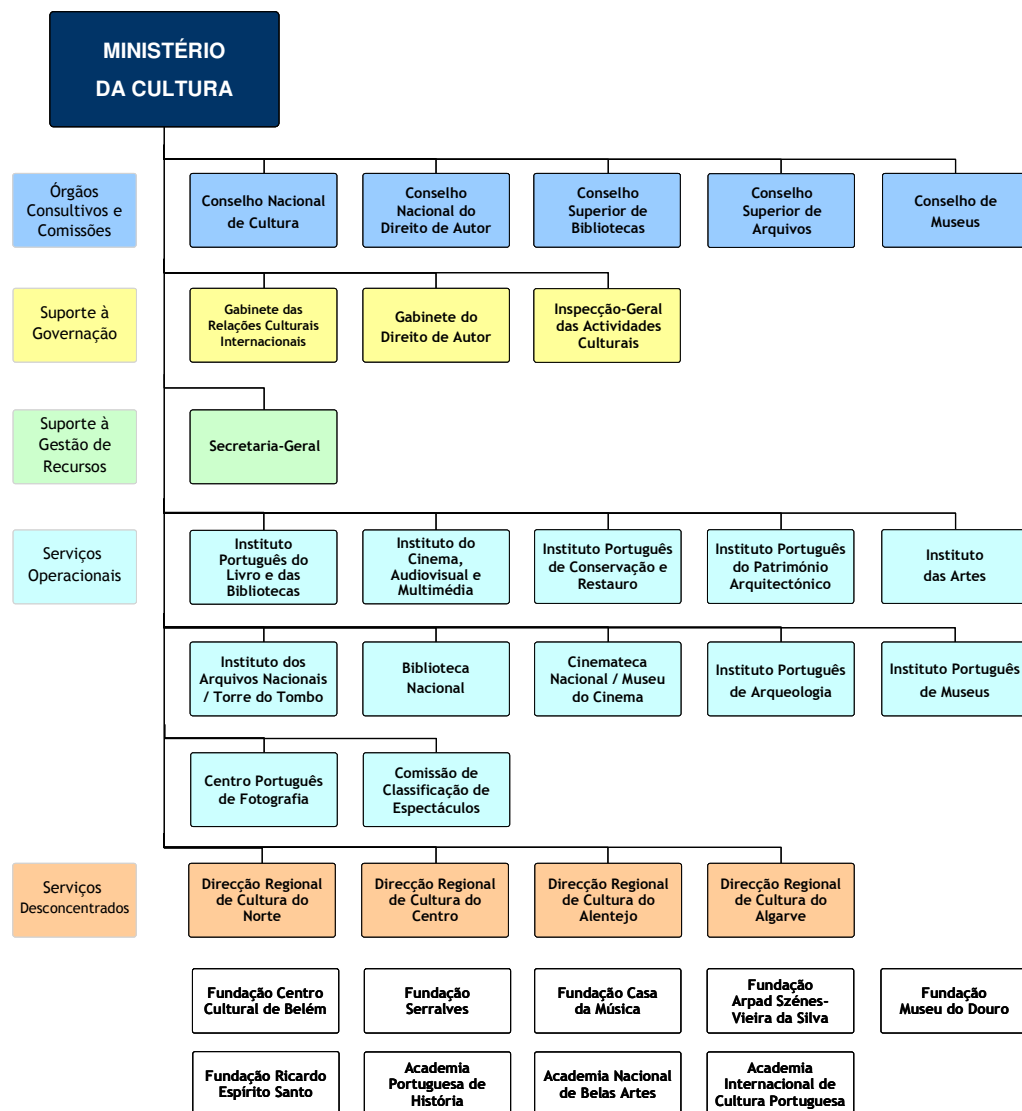 MINISTÉRIO
DA CULTURA
Órgãos
Consultivos e
Comissões
Conselho Nacional
de Cultura
Conselho
Nacional do
Direito de Autor
Conselho
Superior de
Bibliotecas
Conselho
Superior de
Arquivos
Conselho de
Museus
Suporte à
Governação
Gabinete das
Relações Culturais
Internacionais
Gabinete do
Direito de Autor
Inspecção-Geral
das Actividades
Culturais
Suporte à
Gestão de
Recursos
Secretaria-Geral
Serviços
Operacionais
Instituto
Português do
Livro e das
Bibliotecas
Instituto do
Cinema,
Audiovisual e
Multimédia
Instituto Português
de Conservação e
Restauro
Instituto Português
do Património
Arquitectónico
Instituto
das Artes
Instituto dos
Arquivos Nacionais
/ Torre do Tombo
Biblioteca
Nacional
Cinemateca
Nacional / Museu
do Cinema
Instituto Português
de Arqueologia
Instituto Português
de Museus
Centro Português
de Fotografia
Comissão de
Classificação de
Espectáculos
Serviços
Desconcentrados
Direcção Regional
de Cultura do
Norte
Direcção Regional
de Cultura do
Centro
Direcção Regional
de Cultura do
Alentejo
Direcção Regional
de Cultura do
Algarve
Fundação Centro
Cultural de Belém
Fundação
Serralves
Fundação Casa
da Música
Fundação
Arpad Szénes-
Vieira da Silva
Fundação
Museu do Douro
Fundação Ricardo
Espírito Santo
Academia
Portuguesa de
História
Academia Nacional
de Belas Artes
Academia
Internacional de
Cultura Portuguesa